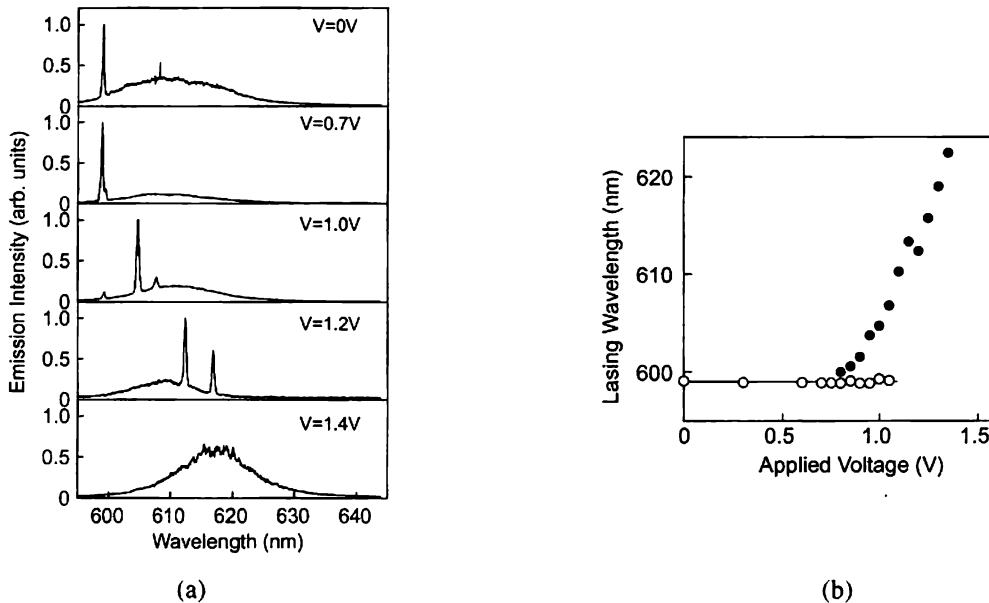 Emission Intensity (arb. units)
1.0
0.5
0
V=0V
1.0
0.5
0
V=0.7V
1.0
0.5
0
V=1.0V
1.0
0.5
0
V=1.2V
1.0
0.5
0
V=1.4V
600 610 620 630 640
Wavelength (nm)
(a)
Lasing Wavelength (nm)
620
610
600
0 0.5 1.0 1.5
Applied Voltage (V)
(b)